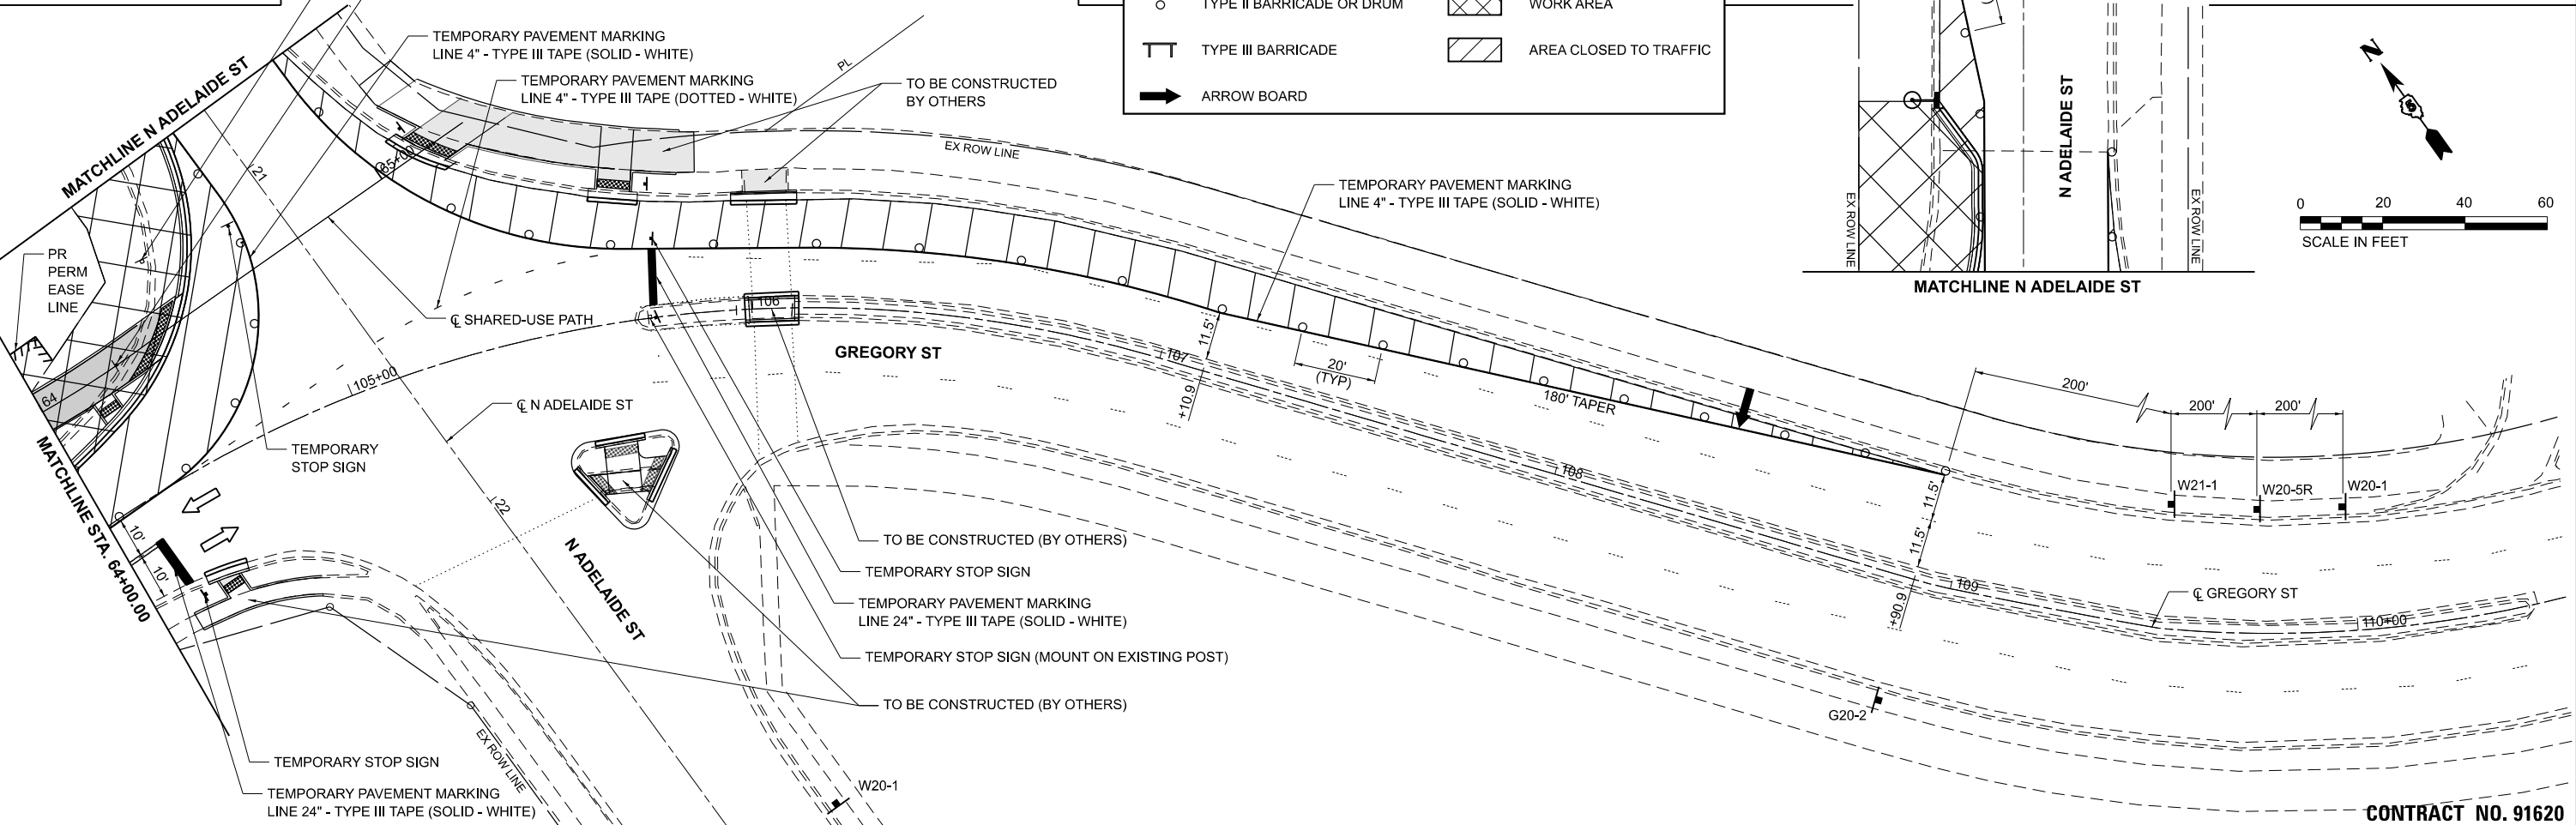 TYPE II BARRICADE OR DRUM
WORK AREA
TYPE III BARRICADE
AREA CLOSED TO TRAFFIC
ARROW BOARD
TEMPORARY PAVEMENT MARKING
LINE 4" - TYPE III TAPE (SOLID - WHITE)
TEMPORARY PAVEMENT MARKING
LINE 4" - TYPE III TAPE (DOTTED - WHITE)
PL
TO BE CONSTRUCTED
BY OTHERS
MATCHLINE N ADELAIDE ST
EX ROW LINE
TEMPORARY PAVEMENT MARKING
LINE 4" - TYPE III TAPE (SOLID - WHITE)
EX ROW LINE
N ADELAIDE ST
EX ROW LINE
MATCHLINE N ADELAIDE ST
N
0 20 40 60
SCALE IN FEET
PR
PERM
EASE
LINE
21
65+00
℄ SHARED-USE PATH
106
GREGORY ST
105+00
℄ N ADELAIDE ST
64
TEMPORARY
STOP SIGN
11.5'
107
+10.9
20'
(TYP)
180' TAPER
108
200'
200'
200'
W21-1
W20-5R
W20-1
11.5'
11.5'
+90.9
109
℄ GREGORY ST
110+00
G20-2
22
N ADELAIDE ST
MATCHLINE STA. 64+00.00
10'
10'
TO BE CONSTRUCTED (BY OTHERS)
TEMPORARY STOP SIGN
TEMPORARY PAVEMENT MARKING
LINE 24" - TYPE III TAPE (SOLID - WHITE)
TEMPORARY STOP SIGN (MOUNT ON EXISTING POST)
TO BE CONSTRUCTED (BY OTHERS)
EX ROW LINE
TEMPORARY STOP SIGN
TEMPORARY PAVEMENT MARKING
LINE 24" - TYPE III TAPE (SOLID - WHITE)
W20-1
CONTRACT NO. 91620